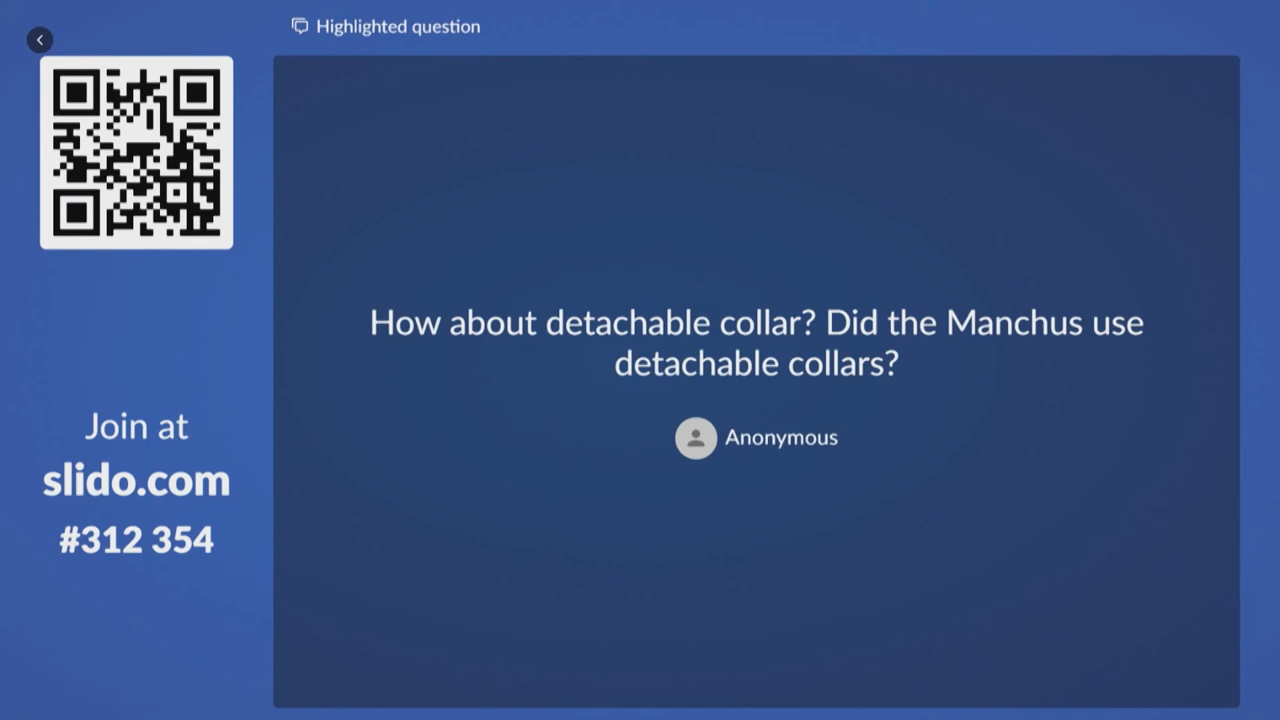 Highlighted question
How about detachable collar? Did the Manchus use
detachable collars?
Anonymous
Join at
slido.com
#312 354